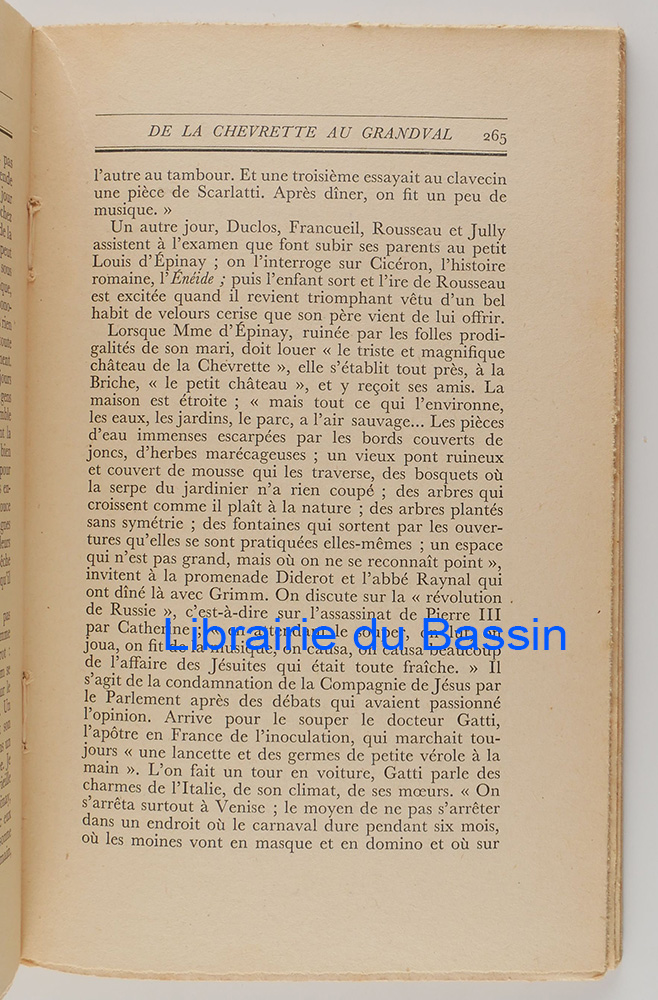 DE LA CHEVRETTE AU GRANDVAL 265
l'autre au tambour. Et une troisième essayait au clavecin
une pièce de Scarlatti. Après dîner, on fit un peu de
musique. »
Un autre jour, Duclos, Francueil, Rousseau et Jully
assistent à l'examen que font subir ses parents au petit
Louis d'Épinay ; on l'interroge sur Cicéron, l'histoire
romaine, l'Énéide ; puis l'enfant sort et l'ire de Rousseau
est excitée quand il revient triomphant vêtu d'un bel
habit de velours cerise que son père vient de lui offrir.
Lorsque Mme d'Épinay, ruinée par les folles prodi-
galités de son mari, doit louer « le triste et magnifique
château de la Chevrette », elle s'établit tout près, à la
Briche, « le petit château », et y reçoit ses amis. La
maison est étroite ; « mais tout ce qui l'environne,
les eaux, les jardins, le parc, a l'air sauvage... Les pièces
d'eau immenses escarpées par les bords couverts de
joncs, d'herbes marécageuses ; un vieux pont ruineux
et couvert de mousse qui les traverse, des bosquets où
la serpe du jardinier n'a rien coupé ; des arbres qui
croissent comme il plaît à la nature ; des arbres plantés
sans symétrie ; des fontaines qui sortent par les ouver-
tures qu'elles se sont pratiquées elles-mêmes ; un espace
qui n'est pas grand, mais où on ne se reconnaît point »,
invitent à la promenade Diderot et l'abbé Raynal qui
ont dîné là avec Grimm. On discute sur la « révolution
de Russie », c'est-à-dire sur l'assassinat de Pierre III
par Catherine ; « en attendant le souper, on lut, on
joua, on fit de la musique, on causa, on causa beaucoup
de l'affaire des Jésuites qui était toute fraîche. » Il
s'agit de la condamnation de la Compagnie de Jésus par
le Parlement après des débats qui avaient passionné
l'opinion. Arrive pour le souper le docteur Gatti,
l'apôtre en France de l'inoculation, qui marchait tou-
jours « une lancette et des germes de petite vérole à la
main ». L'on fait un tour en voiture, Gatti parle des
charmes de l'Italie, de son climat, de ses mœurs. « On
s'arrêta surtout à Venise ; le moyen de ne pas s'arrêter
dans un endroit où le carnaval dure pendant six mois,
où les moines vont en masque et en domino et où sur
Librairie du Bassin